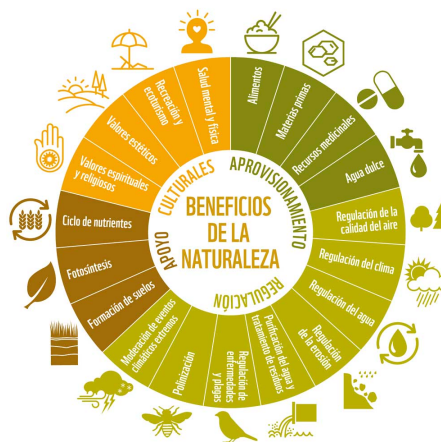 BENEFICIOS
DE LA
NATURALEZA
APROVISIONAMIENTO
Alimentos
Materias primas
Recursos medicinales
Agua dulce
REGULACIÓN
Regulación de la
calidad del aire
Regulación del clima
Regulación del agua
Regulación
de la erosión
Purificación del agua y
tratamiento de residuos
Regulación de
enfermedades
y plagas
Polinización
Moderación de eventos
climáticos extremos
APOYO
Formación de suelos
Fotosíntesis
Ciclo de nutrientes
CULTURALES
Valores espirituales
y religiosos
Valores estéticos
Recreación y
ecoturismo
Salud mental y física